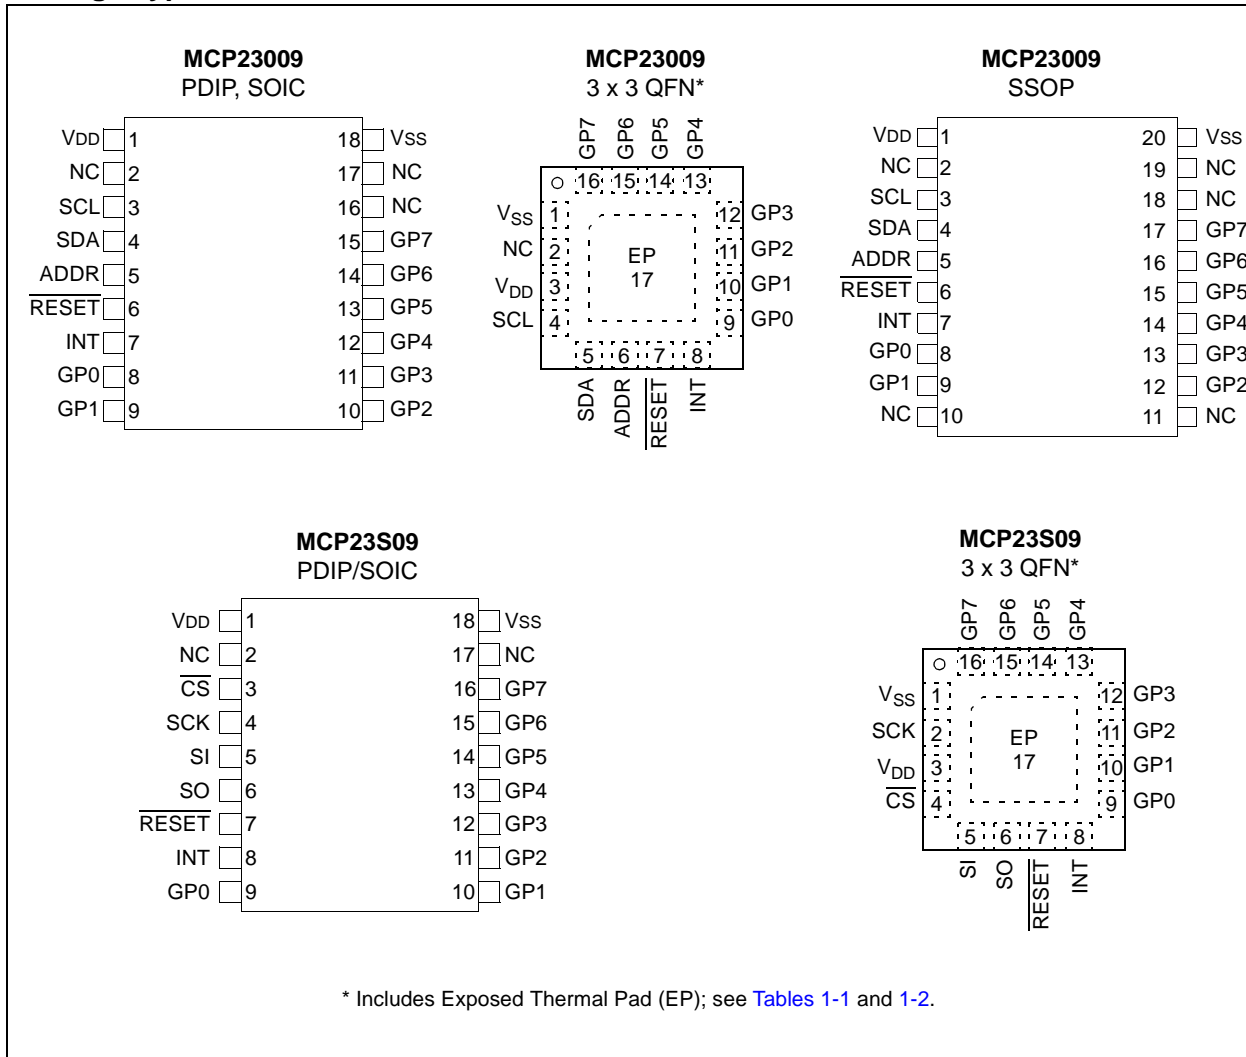 MCP23009
PDIP, SOIC
VDD 1 18 VSS
NC 2 17 NC
SCL 3 16 NC
SDA 4 15 GP7
ADDR 5 14 GP6
RESET 6 13 GP5
INT 7 12 GP4
GP0 8 11 GP3
GP1 9 10 GP2
MCP23009
3 x 3 QFN*
GP7 GP6 GP5 GP4
16 15 14 13
VSS 1 12 GP3
NC 2 11 GP2
VDD 3 10 GP1
SCL 4 9 GP0
EP
17
5 6 7 8
SDA ADDR RESET INT
MCP23009
SSOP
VDD 1 20 VSS
NC 2 19 NC
SCL 3 18 NC
SDA 4 17 GP7
ADDR 5 16 GP6
RESET 6 15 GP5
INT 7 14 GP4
GP0 8 13 GP3
GP1 9 12 GP2
NC 10 11 NC
MCP23S09
PDIP/SOIC
VDD 1 18 VSS
NC 2 17 NC
CS 3 16 GP7
SCK 4 15 GP6
SI 5 14 GP5
SO 6 13 GP4
RESET 7 12 GP3
INT 8 11 GP2
GP0 9 10 GP1
MCP23S09
3 x 3 QFN*
GP7 GP6 GP5 GP4
16 15 14 13
VSS 1 12 GP3
SCK 2 11 GP2
VDD 3 10 GP1
CS 4 9 GP0
EP
17
5 6 7 8
SI SO RESET INT
* Includes Exposed Thermal Pad (EP); see Tables 1-1 and 1-2.